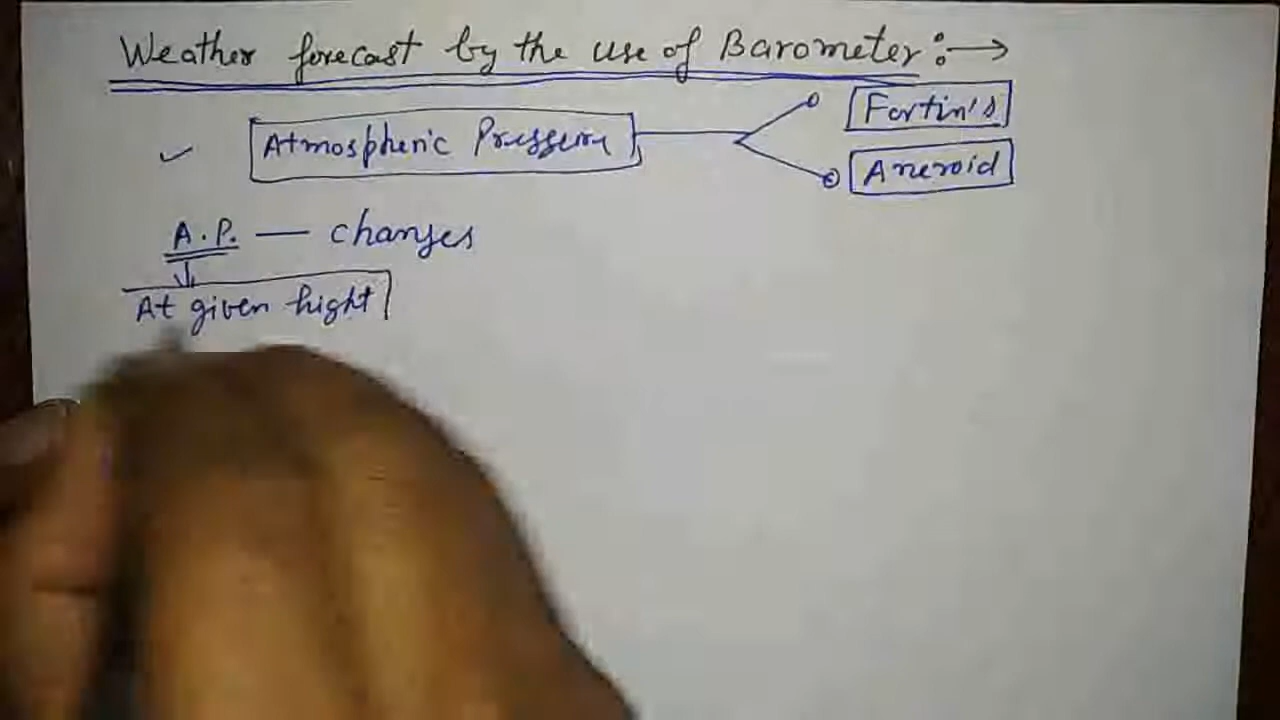 Weather forecast by the use of Barometer :→
Atmospheric Pressure
Fortin's
Aneroid
A.P. — changes
At given hight